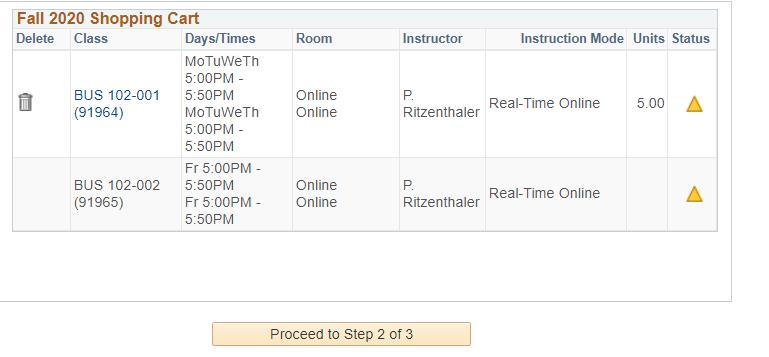 Fall 2020 Shopping Cart
Delete Class Days/Times Room Instructor Instruction Mode Units Status
MoTuWeTh
5:00PM -
BUS 102-001 5:50PM Online P. Real-Time Online 5.00
(91964) MoTuWeTh Online Ritzenthaler
5:00PM -
5:50PM
Fr 5:00PM -
BUS 102-002 5:50PM Online P. Real-Time Online
(91965) Fr 5:00PM - Online Ritzenthaler
5:50PM
Proceed to Step 2 of 3